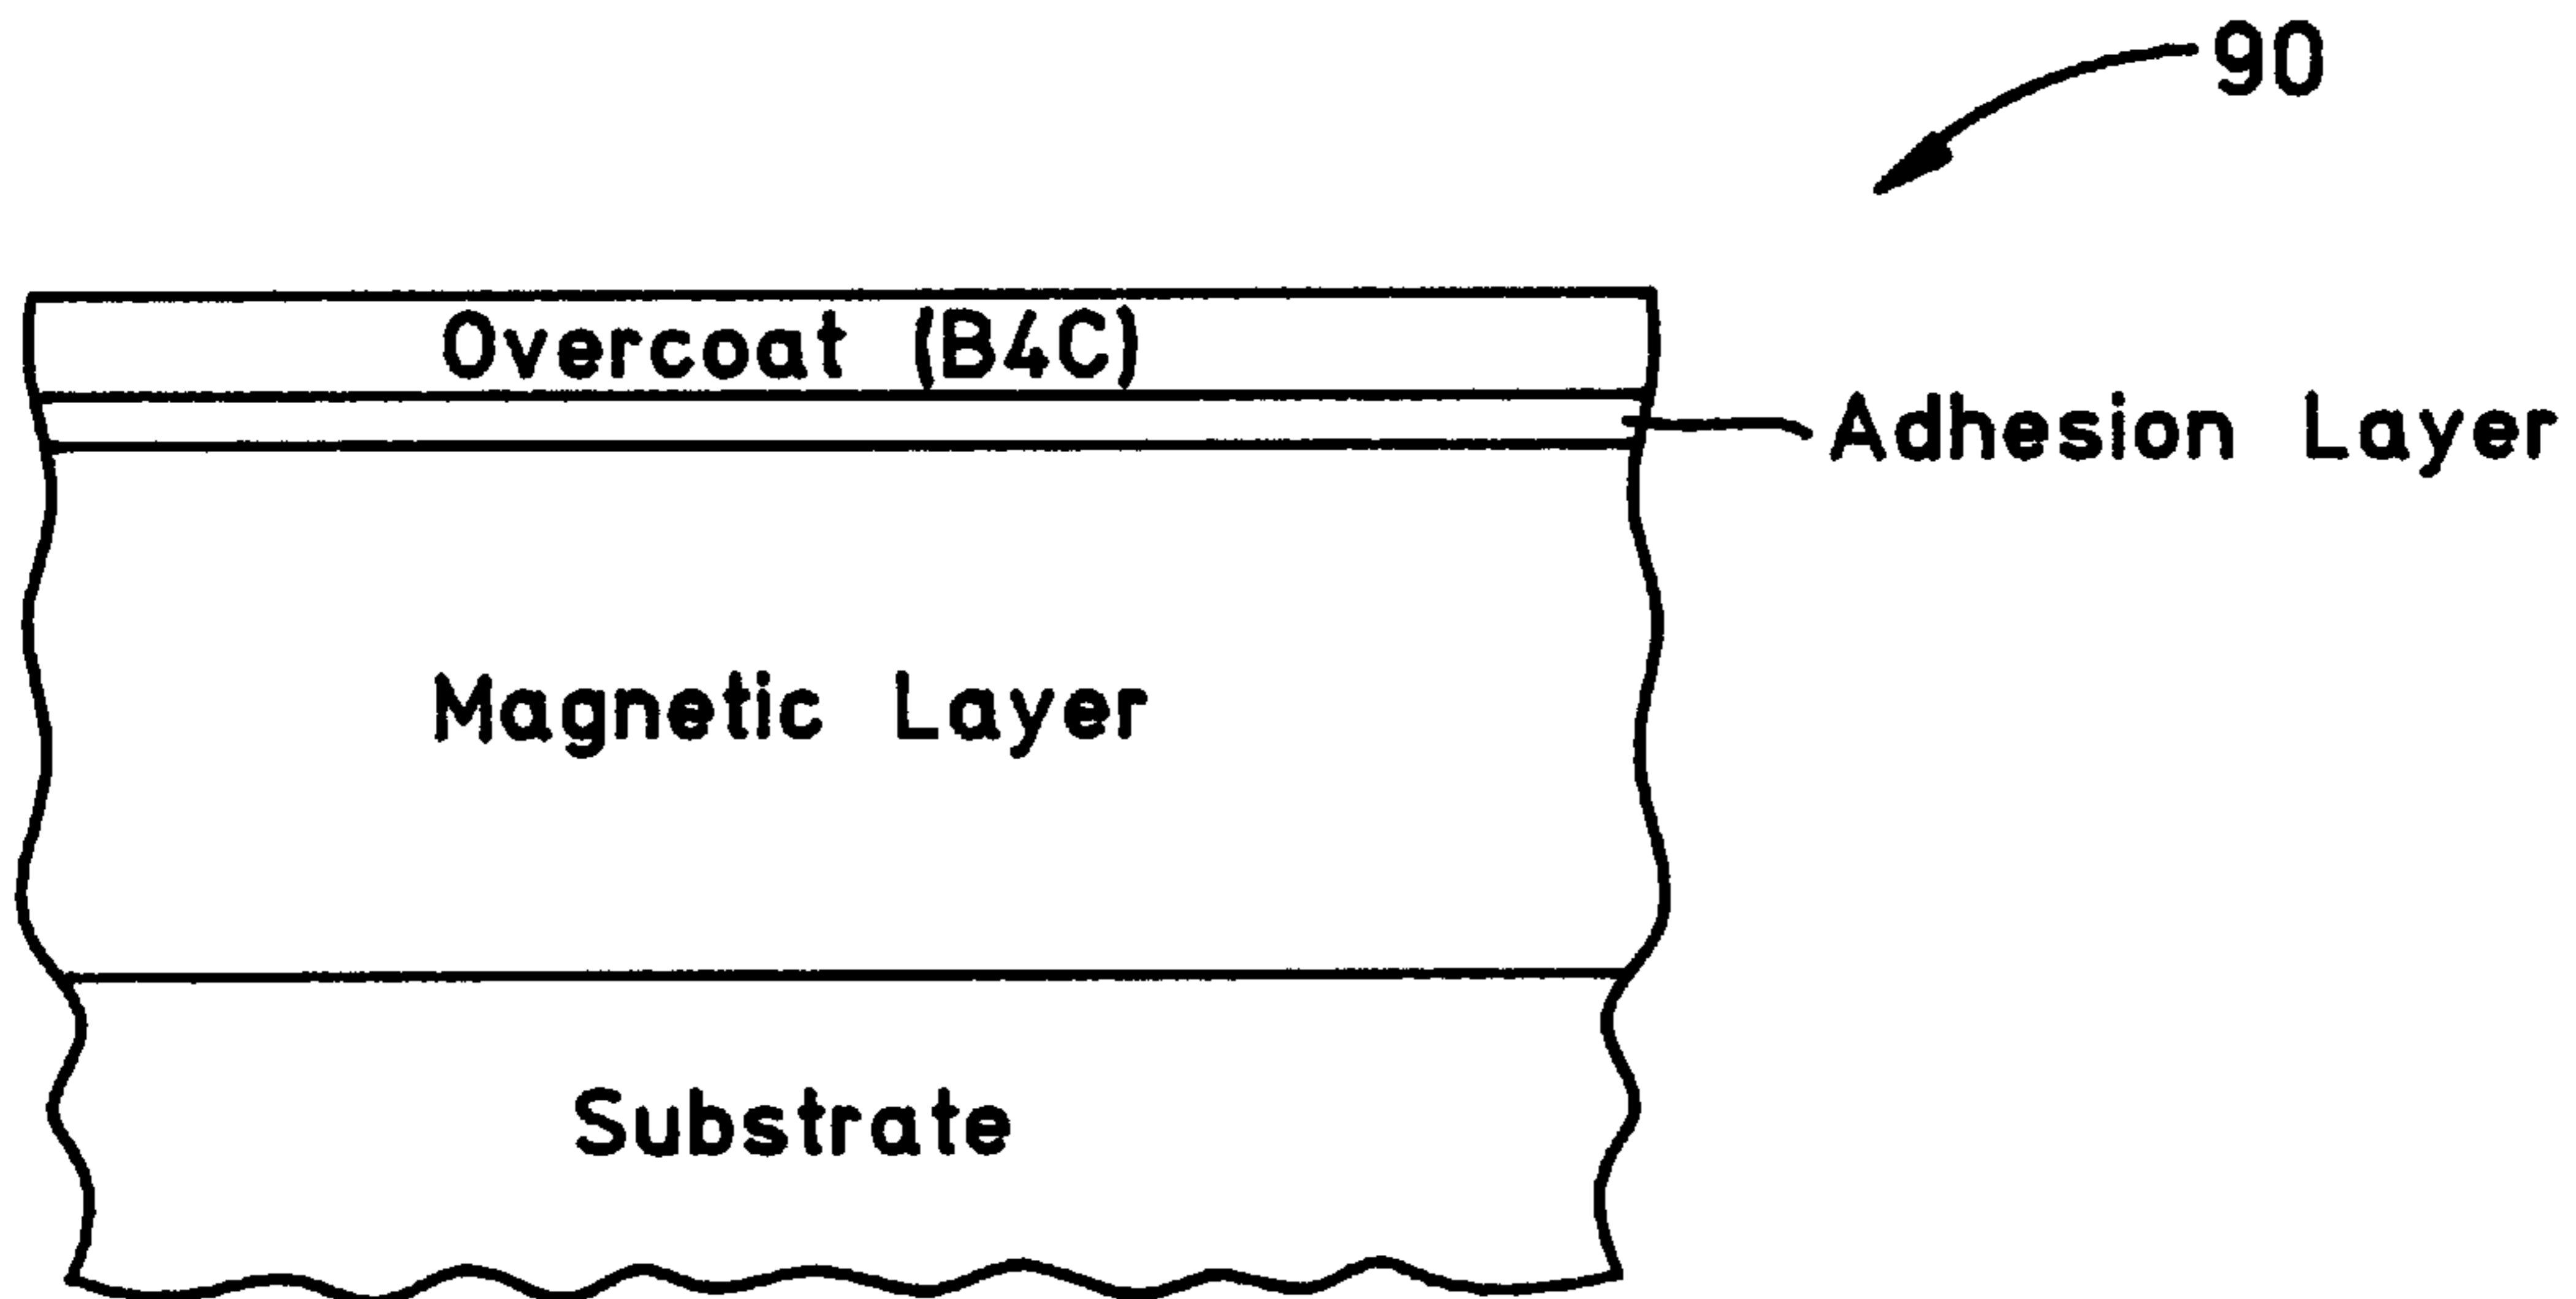 90
Overcoat (B4C)
Adhesion Layer
Magnetic Layer
Substrate